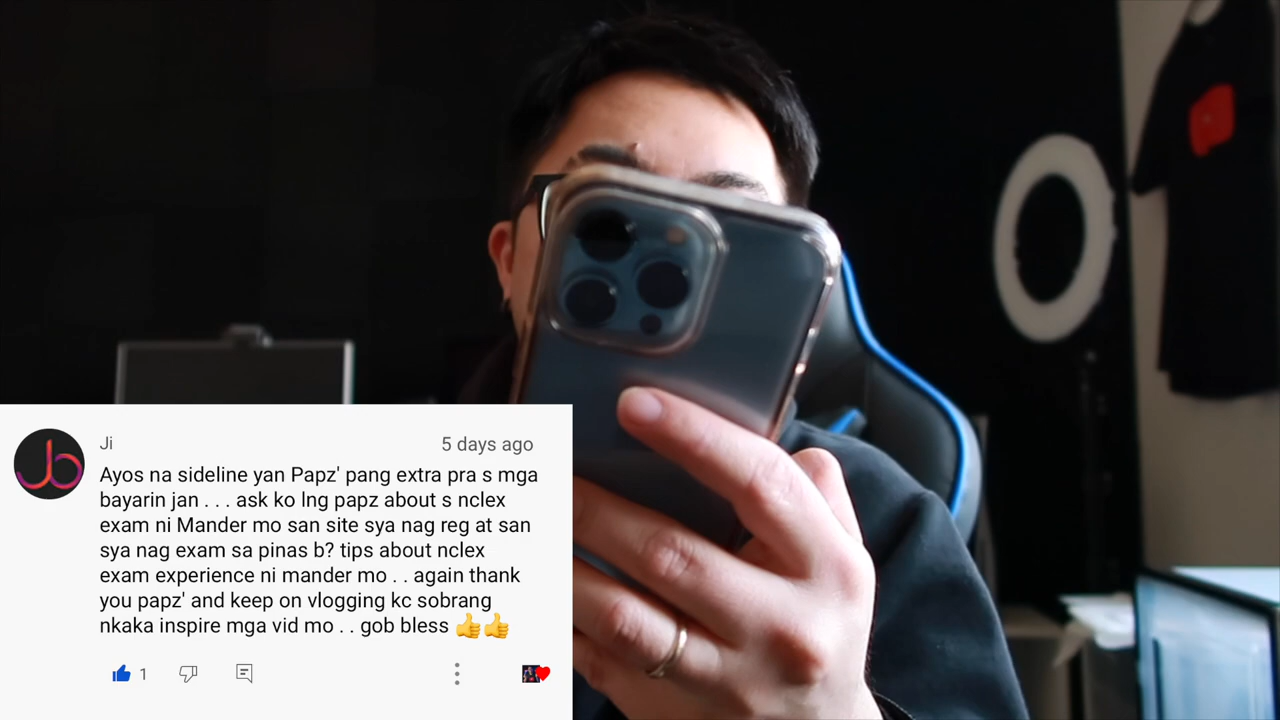 Jb
Ji
5 days ago
Ayos na sideline yan Papz' pang extra pra s mga
bayarin jan . . . ask ko lng papz about s nclex
exam ni Mander mo san site sya nag reg at san
sya nag exam sa pinas b? tips about nclex
exam experience ni mander mo . . again thank
you papz' and keep on vlogging kc sobrang
nkaka inspire mga vid mo . . gob bless 👍👍
1